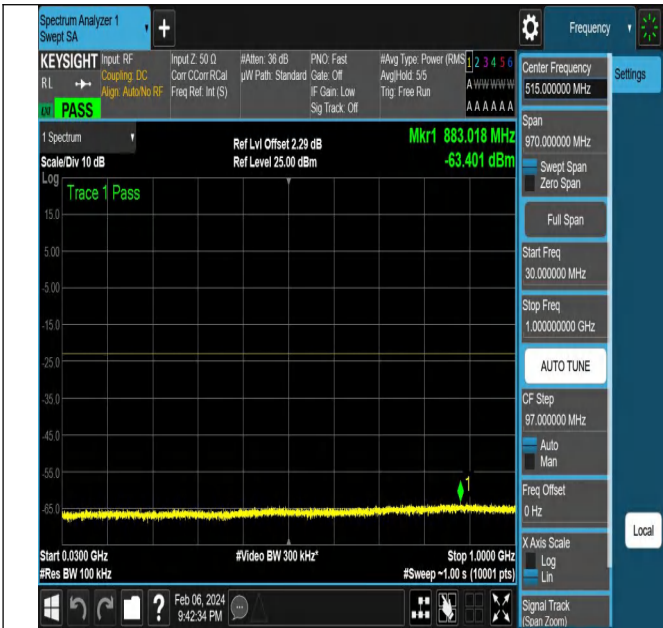 Spectrum Analyzer 1
Swept SA
Frequency
KEYSIGHT
RL
PASS
Input: RF
Coupling: DC
Align: Auto/No RF
Input Z: 50 Ω
Corr CCorr RCal
Freq Ref: Int (S)
#Atten: 36 dB
µW Path: Standard
PNO: Fast
Gate: Off
IF Gain: Low
Sig Track: Off
#Avg Type: Power (RMS
Avg|Hold: 5/5
Trig: Free Run
1 2 3 4 5 6
A W W W W W
A A A A A A
1 Spectrum
Scale/Div 10 dB
Ref Lvl Offset 2.29 dB
Ref Level 25.00 dBm
Mkr1 883.018 MHz
-63.401 dBm
Log
Trace 1 Pass
15.0
5.00
-5.00
-15.0
-25.0
-35.0
-45.0
-55.0
-65.0
1
Start 0.0300 GHz
#Res BW 100 kHz
#Video BW 300 kHz*
Stop 1.0000 GHz
#Sweep ~1.00 s (10001 pts)
Feb 06, 2024
9:42:34 PM
Center Frequency
515.000000 MHz
Settings
Span
970.000000 MHz
Swept Span
Zero Span
Full Span
Start Freq
30.000000 MHz
Stop Freq
1.000000000 GHz
AUTO TUNE
CF Step
97.000000 MHz
Auto
Man
Freq Offset
0 Hz
Local
X Axis Scale
Log
Lin
Signal Track
(Span Zoom)